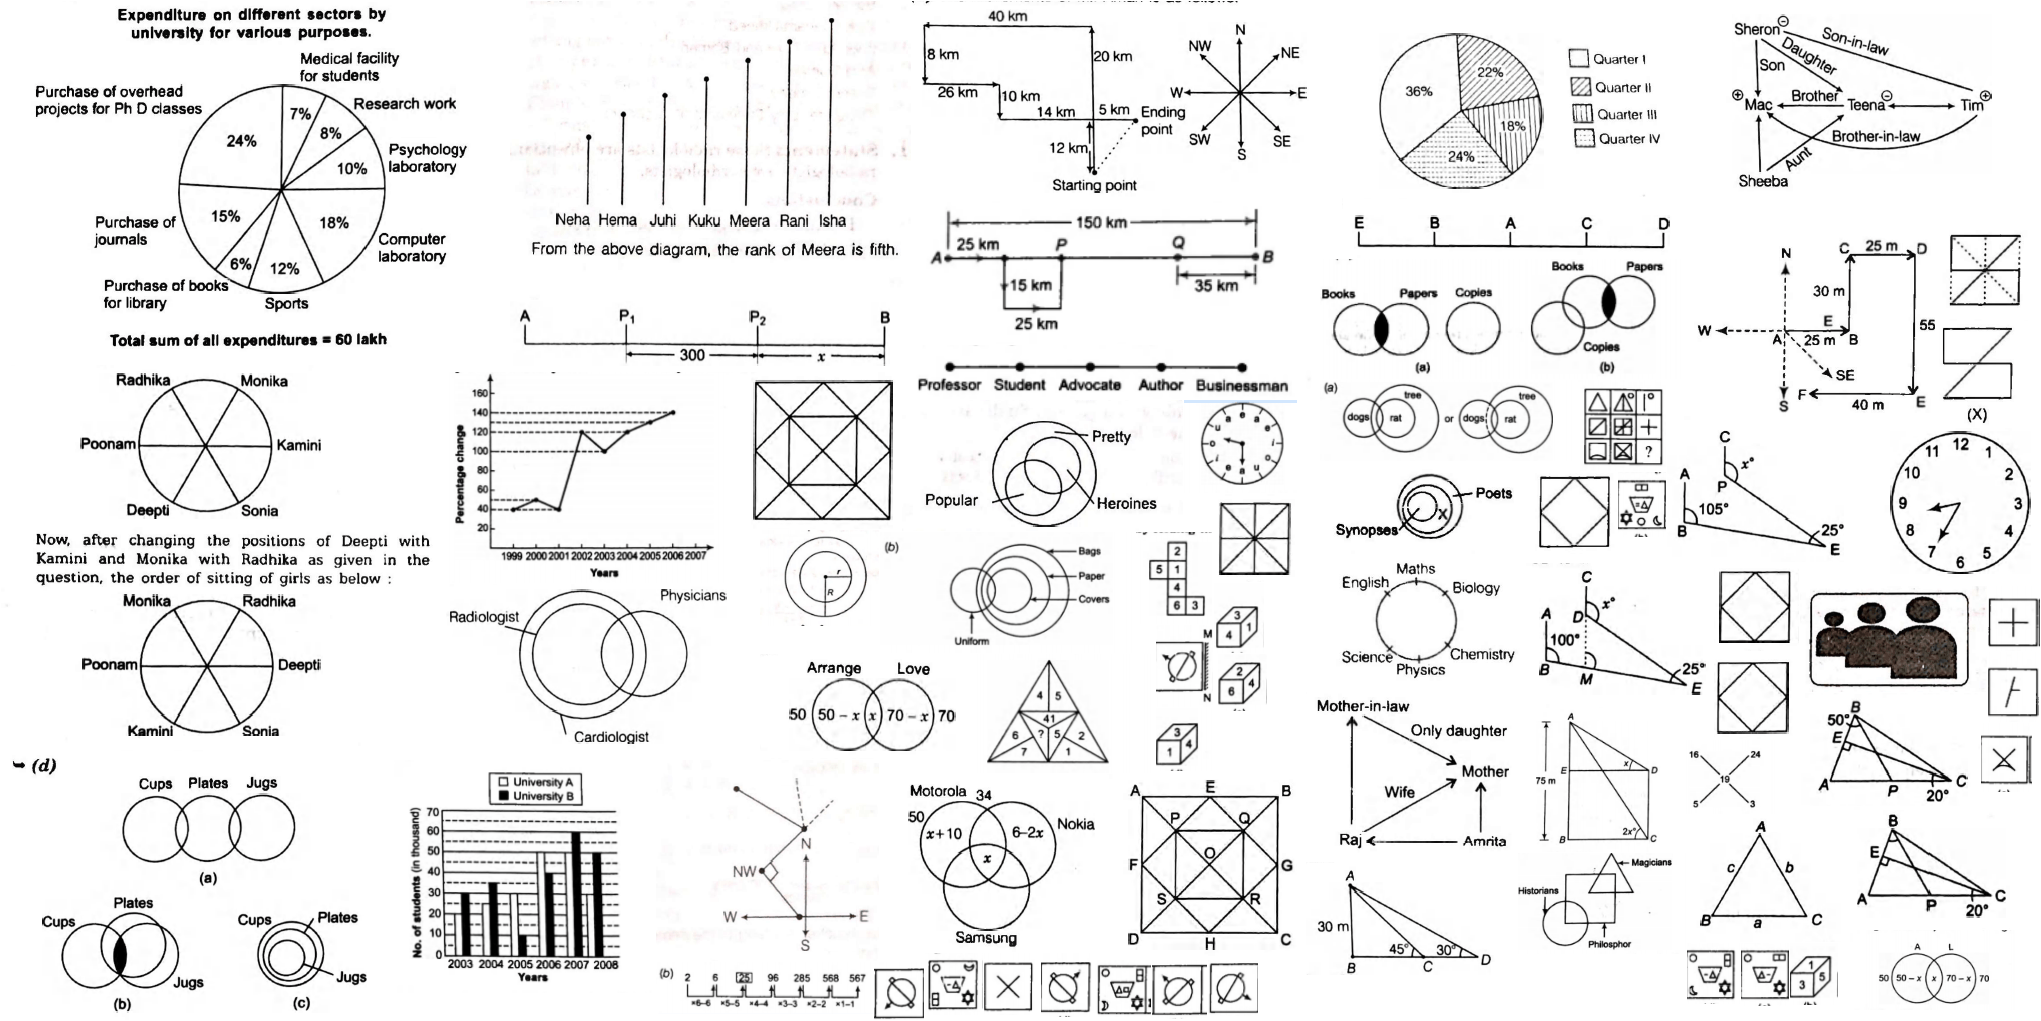 Expenditure on different sectors by
university for various purposes.
Medical facility
for students
Purchase of overhead
projects for Ph D classes
Research work
7%
8%
24%
Psychology
laboratory
10%
15%
18%
Purchase of
journals
Computer
laboratory
6%
12%
Purchase of books
for library
Sports
Total sum of all expenditures = 60 lakh
Radhika
Monika
Poonam
Kamini
Deepti
Sonia
Now, after changing the positions of Deepti with
Kamini and Monika with Radhika as given in the
question, the order of sitting of girls as below :
Monika
Radhika
Poonam
Deepti
Kamini
Sonia
(d)
Cups Plates Jugs
(a)
Cups
Plates
Jugs
(b)
Cups
Plates
Jugs
(c)
Neha Hema Juhi Kuku Meera Rani Isha
From the above diagram, the rank of Meera is fifth.
A P1 P2 B
300 x
Percentage change
160
140
120
100
80
60
40
20
1999 2000 2001 2002 2003 2004 2005 2006 2007
Years
(b)
r
R
Radiologist
Physicians
Cardiologist
Arrange Love
50 50 – x x 70 – x 70
University A
University B
No. of students (in thousand)
70
60
50
40
30
20
10
0
2003 2004 2005 2006 2007 2008
Years
N
NW
W E
S
(b) 2 6 25 96 285 568 567
×6–6 ×5–5 ×4–4 ×3–3 ×2–2 ×1–1
40 km
8 km
20 km
26 km
10 km
14 km
5 km
Ending
point
12 km
Starting point
N
NE
E
SE
S
SW
W
NW
150 km
25 km P Q
A B
15 km
35 km
25 km
Professor Student Advocate Author Businessman
Pretty
Popular
Heroines
Bags
Paper
Covers
Uniform
a e i o u a e i o u a e
2
5 1
4
6 3
M
N
3
4 1
2
6 4
3
1 4
4 5
41
6 ? 5 2
7 1
Motorola 34
50
x+10 6–2x
Nokia
x
Samsung
A E B
P Q
F O G
S R
D H C
36%
22%
18%
24%
Quarter I
Quarter II
Quarter III
Quarter IV
E B A C D
Books Papers Copies
(a)
Books Papers
Copies
(b)
(a)
dogs rat tree
or
dogs rat tree
?
Poets
Synopses
X
Maths
English
Biology
Science
Chemistry
Physics
Mother-in-law
Only daughter
Mother
Wife
Raj
Amrita
A
30 m
45° 30°
B C D
C
A
x°
P
105°
B
25°
E
C
A
D x°
100°
B
M
25°
E
A
75 m
E x D
2x°
B C
Magicians
Historians
Philosphor
Sheron
Son-in-law
Daughter
Son
Mac
Brother
Teena
Tim
Brother-in-law
Aunt
Sheeba
N
C 25 m D
30 m
W
E
A 25 m B
55
SE
S
F
40 m
E
(X)
12
1
2
3
4
5
6
7
8
9
10
11
16 24
19
5 3
B
50°
E
A P C
20°
A
c b
B a C
B
E
A P C
20°
1
3 5
A L
50 50 – x x 70 – x 70